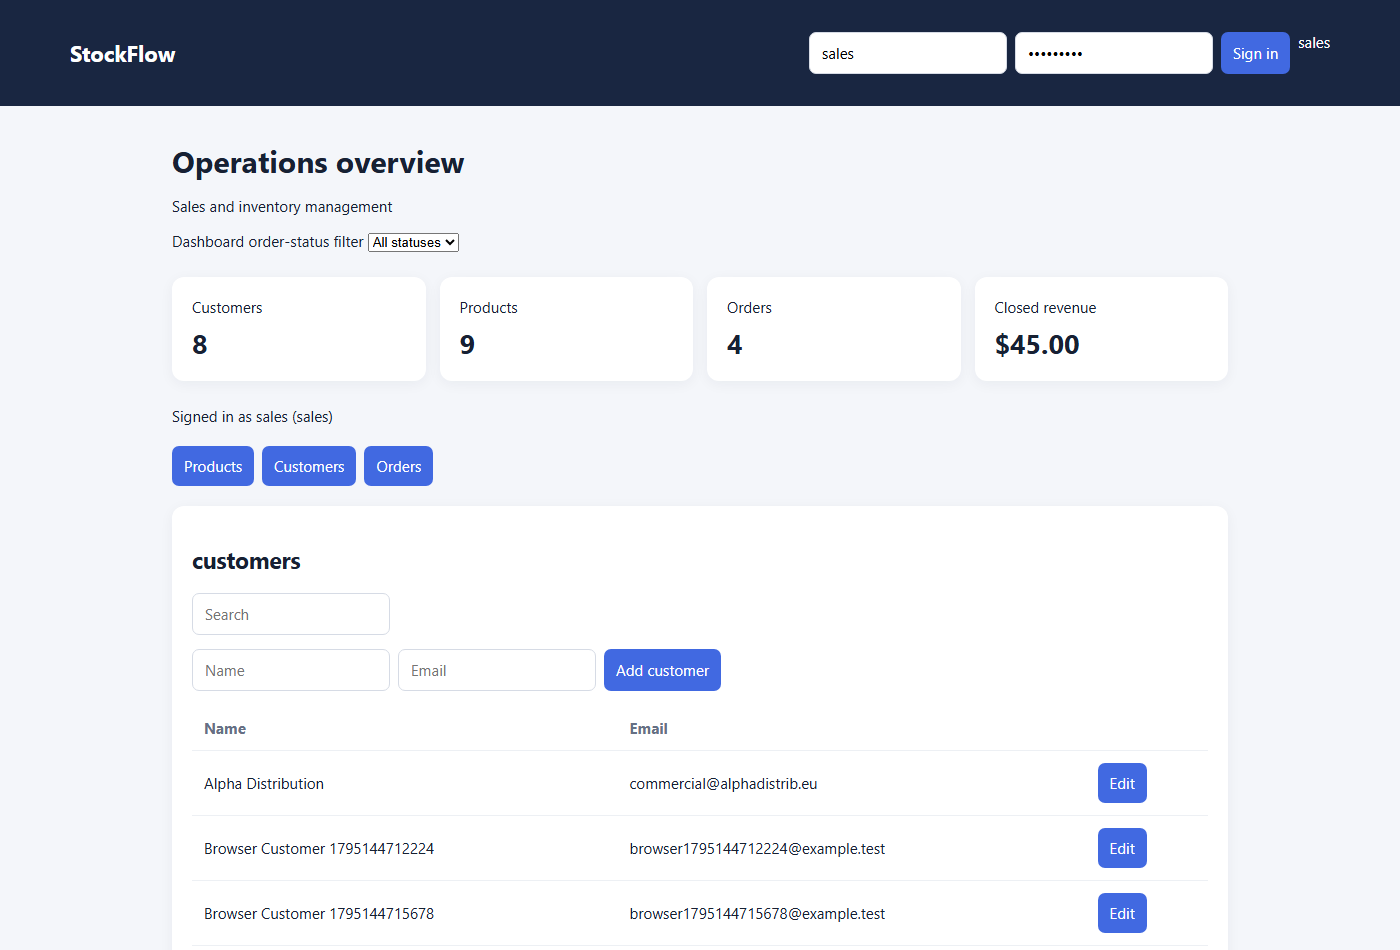 StockFlow
sales
•••••••••
Sign in
sales
Operations overview
Sales and inventory management
Dashboard order-status filter All statuses
Customers
8
Products
9
Orders
4
Closed revenue
$45.00
Signed in as sales (sales)
Products Customers Orders
customers
Search
Name Email Add customer
Name Email
Alpha Distribution commercial@alphadistrib.eu Edit
Browser Customer 1795144712224 browser1795144712224@example.test Edit
Browser Customer 1795144715678 browser1795144715678@example.test Edit